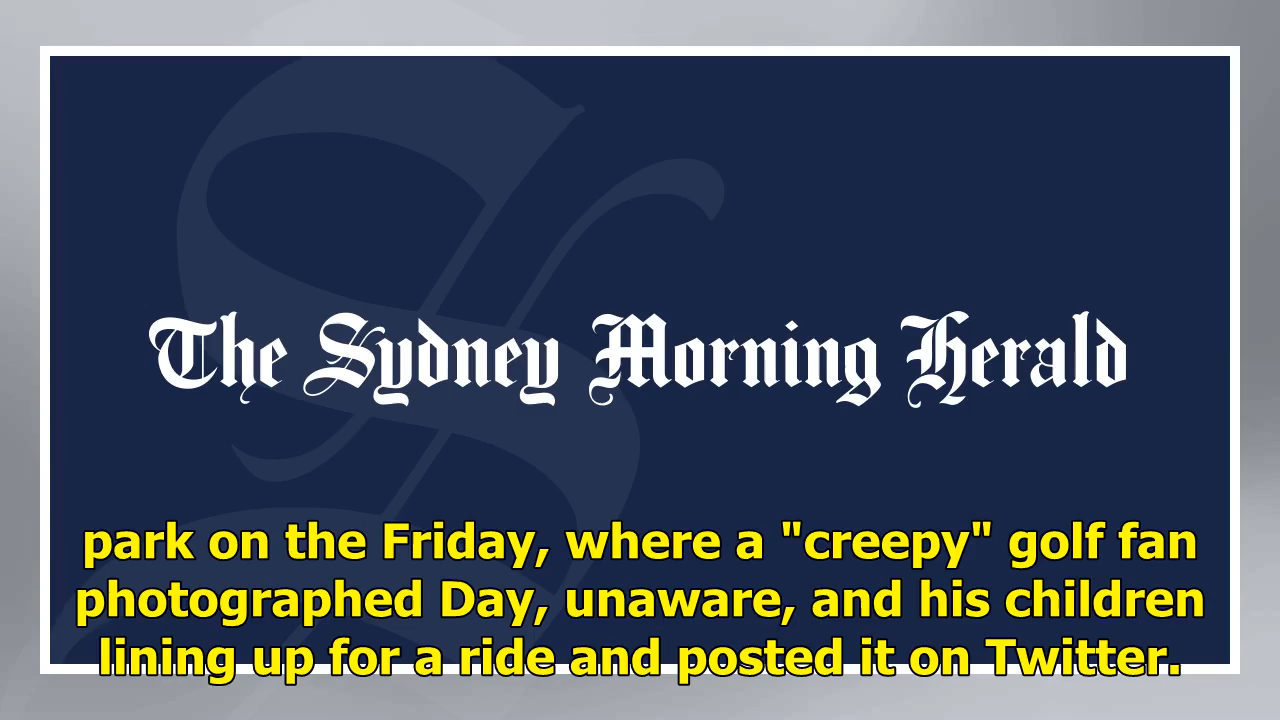 The Sydney Morning Herald
park on the Friday, where a "creepy" golf fan
photographed Day, unaware, and his children
lining up for a ride and posted it on Twitter.